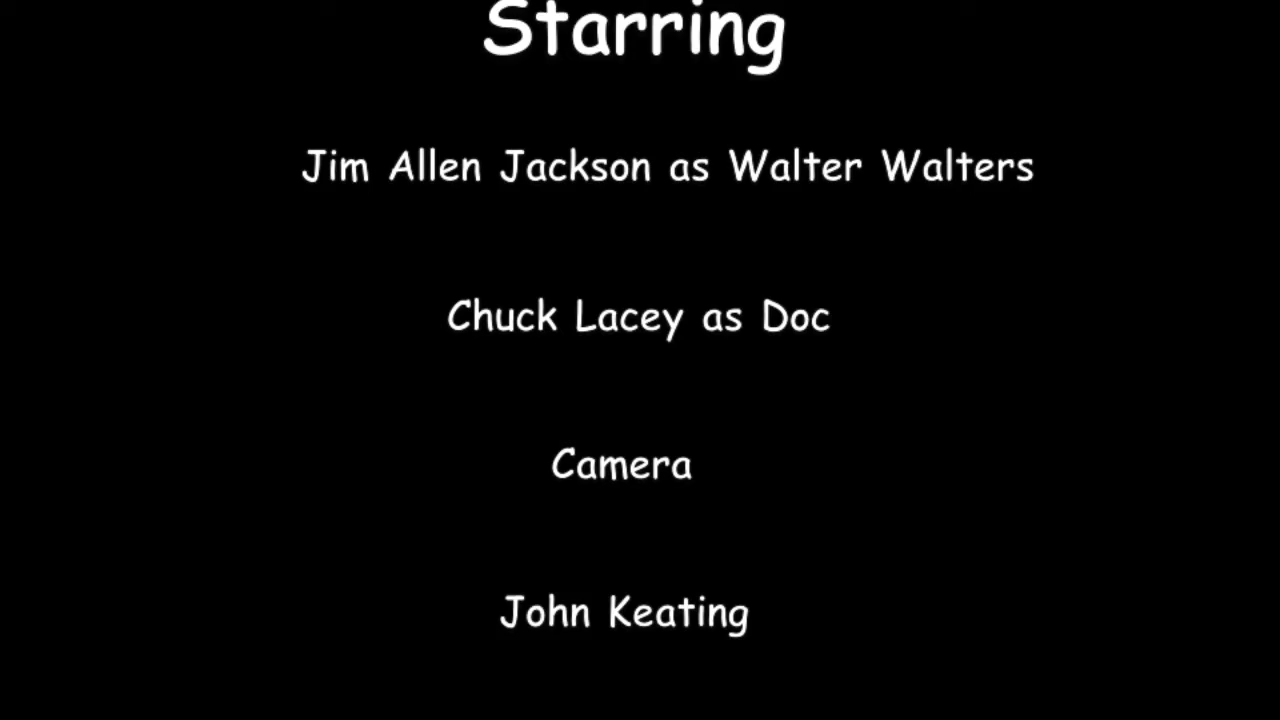 Starring
Jim Allen Jackson as Walter Walters
Chuck Lacey as Doc
Camera
John Keating